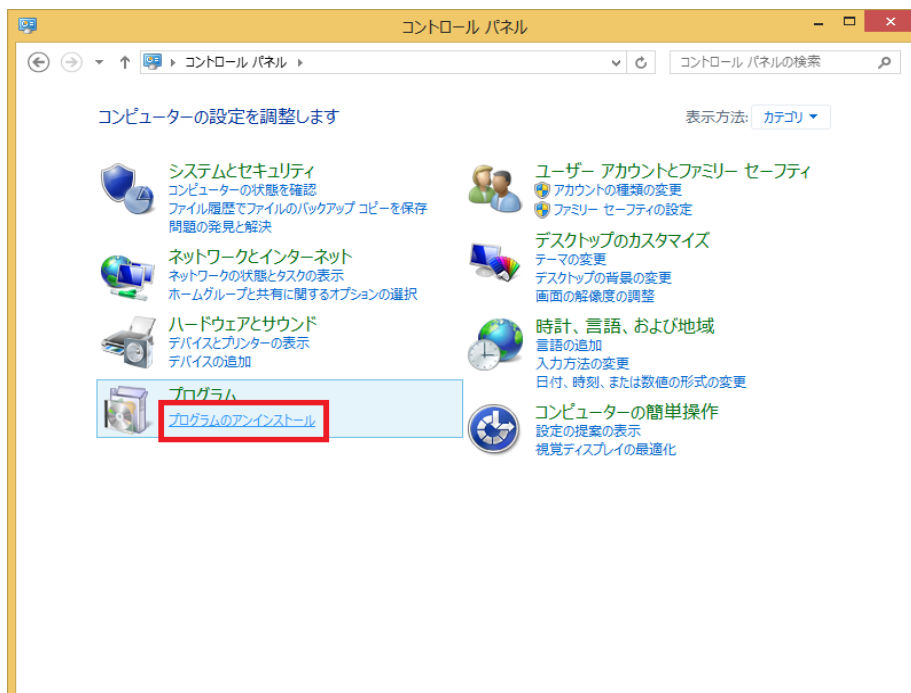 コントロール パネル
コントロール パネル
コントロール パネルの検索
コンピューターの設定を調整します
表示方法: カテゴリ
システムとセキュリティ
コンピューターの状態を確認
ファイル履歴でファイルのバックアップ コピーを保存
問題の発見と解決
ネットワークとインターネット
ネットワークの状態とタスクの表示
ホームグループと共有に関するオプションの選択
ハードウェアとサウンド
デバイスとプリンターの表示
デバイスの追加
プログラム
プログラムのアンインストール
ユーザー アカウントとファミリー セーフティ
アカウントの種類の変更
ファミリー セーフティの設定
デスクトップのカスタマイズ
テーマの変更
デスクトップの背景の変更
画面の解像度の調整
時計、言語、および地域
言語の追加
入力方法の変更
日付、時刻、または数値の形式の変更
コンピューターの簡単操作
設定の提案の表示
視覚ディスプレイの最適化